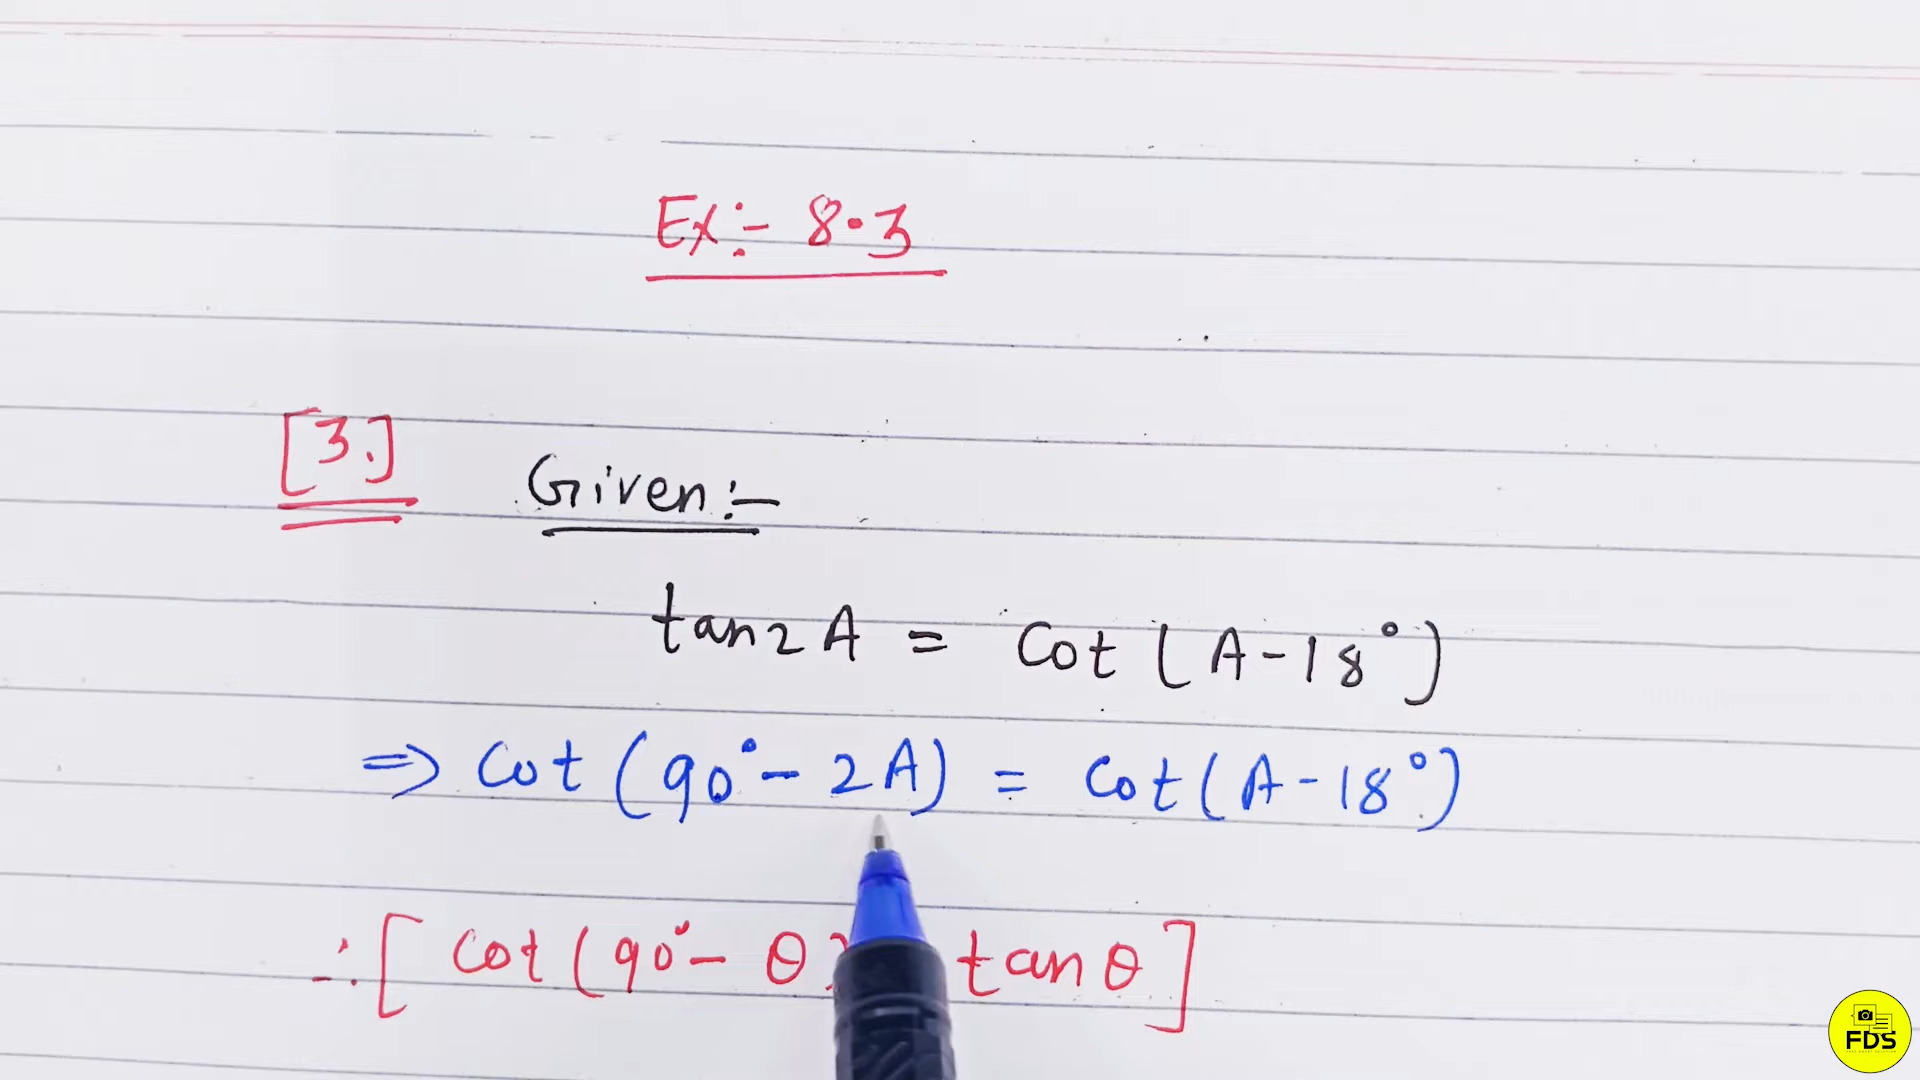 Ex:- 8.3
[3.] Given:-
tan2A = Cot(A-18°)
⇒ Cot(90°-2A) = Cot(A-18°)
∴ [Cot(90°-θ) tanθ]
FDS